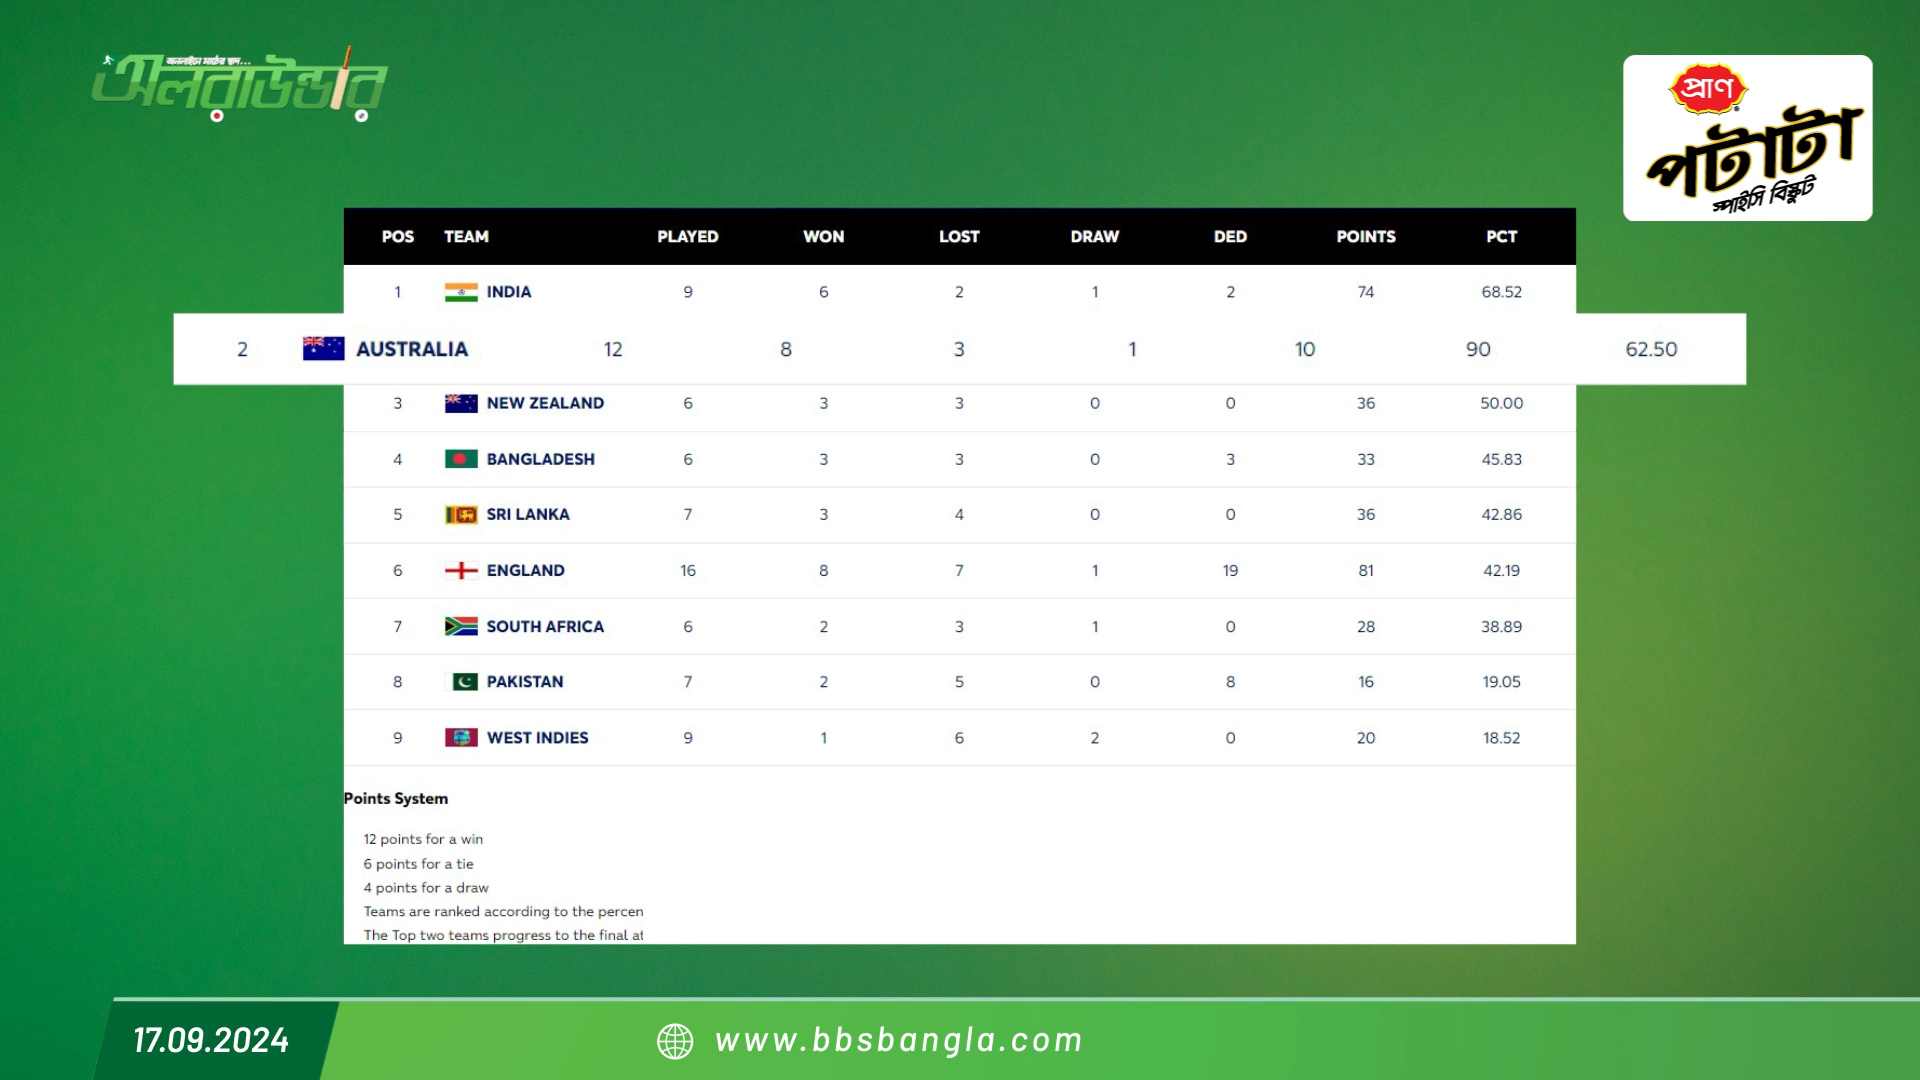 অনলাইনে মাঠের স্বাদ...
অলরাউন্ডার
প্রাণ
পটাটা
স্পাইসি বিস্কুট
POS TEAM PLAYED WON LOST DRAW DED POINTS PCT
1 INDIA 9 6 2 1 2 74 68.52
2 AUSTRALIA 12 8 3 1 10 90 62.50
3 NEW ZEALAND 6 3 3 0 0 36 50.00
4 BANGLADESH 6 3 3 0 3 33 45.83
5 SRI LANKA 7 3 4 0 0 36 42.86
6 ENGLAND 16 8 7 1 19 81 42.19
7 SOUTH AFRICA 6 2 3 1 0 28 38.89
8 PAKISTAN 7 2 5 0 8 16 19.05
9 WEST INDIES 9 1 6 2 0 20 18.52
Points System
12 points for a win
6 points for a tie
4 points for a draw
Teams are ranked according to the percen
The Top two teams progress to the final at
17.09.2024
www.bbsbangla.com